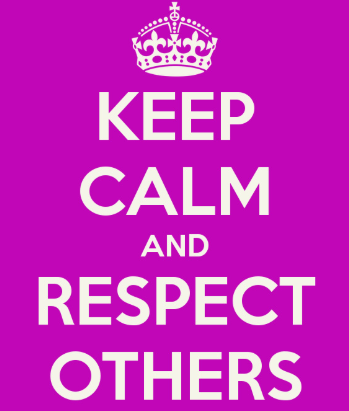 KEEP
CALM
AND
RESPECT
OTHERS